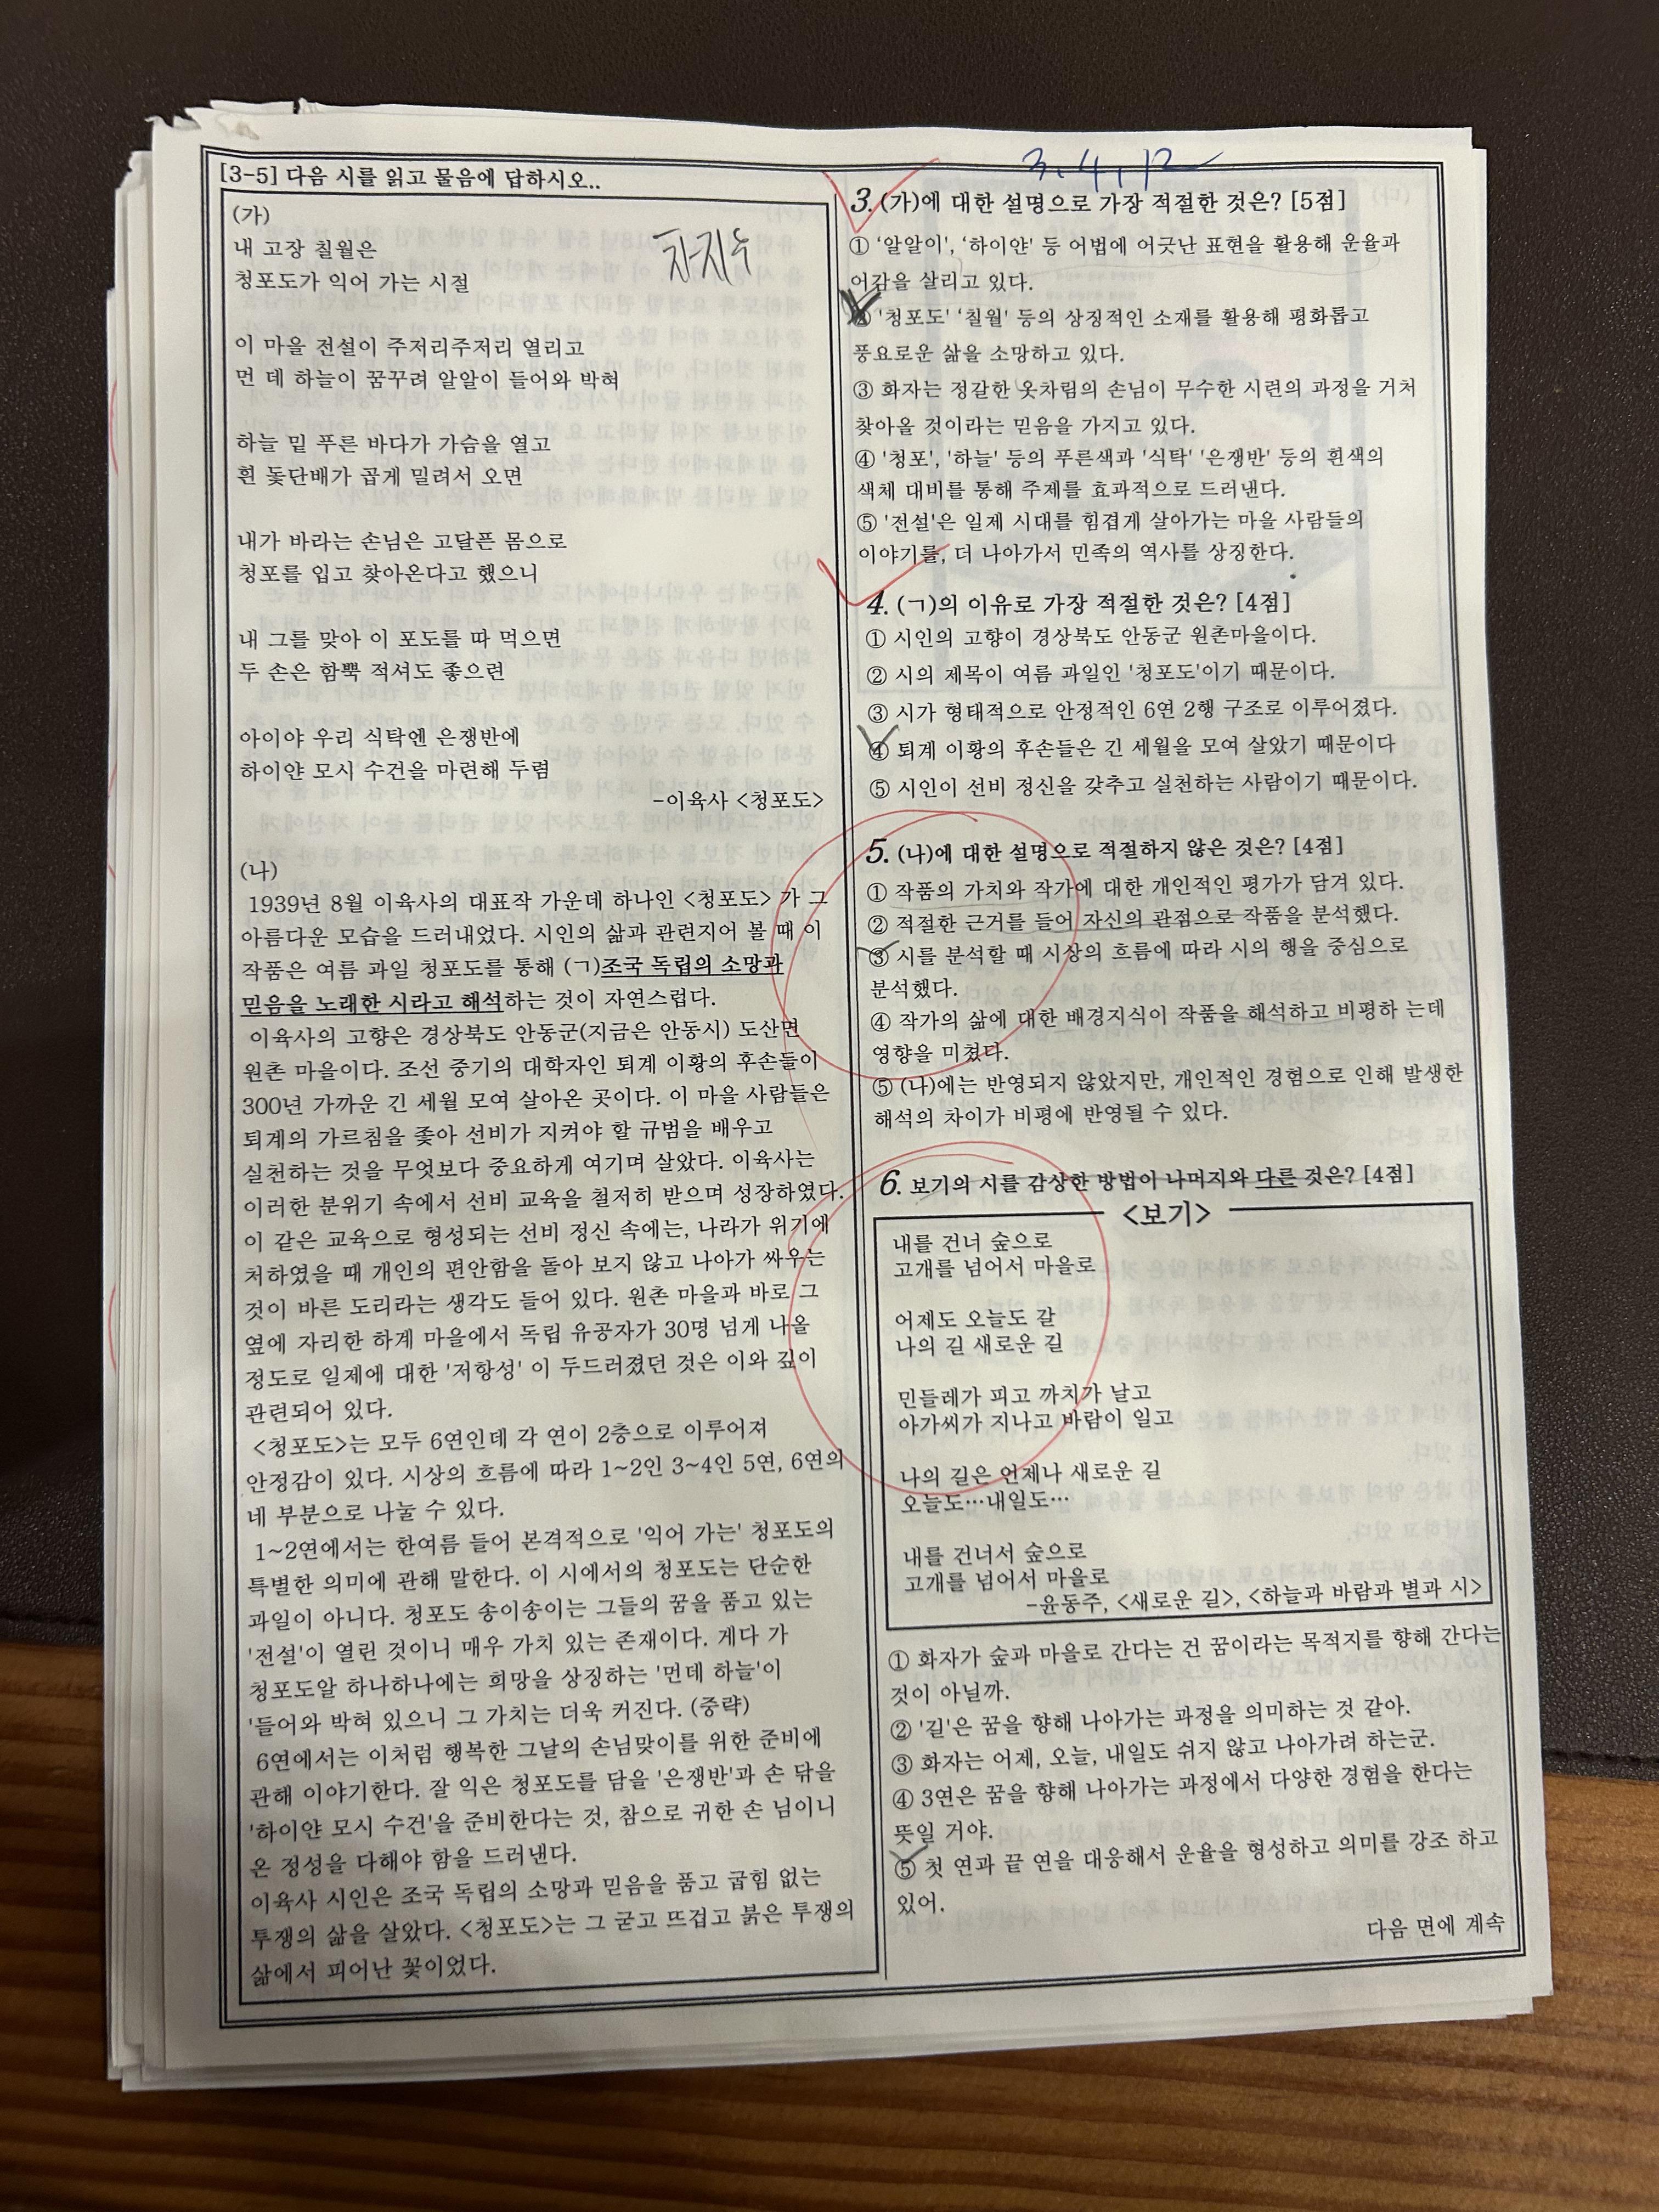 3, 4, 12
[3-5] 다음 시를 읽고 물음에 답하시오..
(가)
내 고장 칠월은
청포도가 익어 가는 시절
이 마을 전설이 주저리주저리 열리고
먼 데 하늘이 꿈꾸려 알알이 들어와 박혀
하늘 밑 푸른 바다가 가슴을 열고
흰 돛단배가 곱게 밀려서 오면
내가 바라는 손님은 고달픈 몸으로
청포를 입고 찾아온다고 했으니
내 그를 맞아 이 포도를 따 먹으면
두 손은 함뿍 적셔도 좋으련
아이야 우리 식탁엔 은쟁반에
하이얀 모시 수건을 마련해 두렴
-이육사 <청포도>
(나)
1939년 8월 이육사의 대표작 가운데 하나인 <청포도> 가 그
아름다운 모습을 드러내었다. 시인의 삶과 관련지어 볼 때 이
작품은 여름 과일 청포도를 통해 (ㄱ)조국 독립의 소망과
믿음을 노래한 시라고 해석하는 것이 자연스럽다.
이육사의 고향은 경상북도 안동군(지금은 안동시) 도산면
원촌 마을이다. 조선 중기의 대학자인 퇴계 이황의 후손들이
300년 가까운 긴 세월 모여 살아온 곳이다. 이 마을 사람들은
퇴계의 가르침을 좇아 선비가 지켜야 할 규범을 배우고
실천하는 것을 무엇보다 중요하게 여기며 살았다. 이육사는
이러한 분위기 속에서 선비 교육을 철저히 받으며 성장하였다.
이 같은 교육으로 형성되는 선비 정신 속에는, 나라가 위기에
처하였을 때 개인의 편안함을 돌아 보지 않고 나아가 싸우는
것이 바른 도리라는 생각도 들어 있다. 원촌 마을과 바로 그
옆에 자리한 하계 마을에서 독립 유공자가 30명 넘게 나올
정도로 일제에 대한 '저항성' 이 두드러졌던 것은 이와 깊이
관련되어 있다.
<청포도>는 모두 6연인데 각 연이 2층으로 이루어져
안정감이 있다. 시상의 흐름에 따라 1~2인 3~4인 5연, 6연의
네 부분으로 나눌 수 있다.
1~2연에서는 한여름 들어 본격적으로 '익어 가는' 청포도의
특별한 의미에 관해 말한다. 이 시에서의 청포도는 단순한
과일이 아니다. 청포도 송이송이는 그들의 꿈을 품고 있는
'전설'이 열린 것이니 매우 가치 있는 존재이다. 게다 가
청포도알 하나하나에는 희망을 상징하는 '먼데 하늘'이
'들어와 박혀 있으니 그 가치는 더욱 커진다. (중략)
6연에서는 이처럼 행복한 그날의 손님맞이를 위한 준비에
관해 이야기한다. 잘 익은 청포도를 담을 '은쟁반'과 손 닦을
'하이얀 모시 수건'을 준비한다는 것, 참으로 귀한 손 님이니
온 정성을 다해야 함을 드러낸다.
이육사 시인은 조국 독립의 소망과 믿음을 품고 굽힘 없는
투쟁의 삶을 살았다. <청포도>는 그 굳고 뜨겁고 붉은 투쟁의
삶에서 피어난 꽃이었다.
3. (가)에 대한 설명으로 가장 적절한 것은? [5점]
① '알알이', '하이얀' 등 어법에 어긋난 표현을 활용해 운율과
어감을 살리고 있다.
② '청포도' '칠월' 등의 상징적인 소재를 활용해 평화롭고
풍요로운 삶을 소망하고 있다.
③ 화자는 정갈한 옷차림의 손님이 무수한 시련의 과정을 거쳐
찾아올 것이라는 믿음을 가지고 있다.
④ '청포', '하늘' 등의 푸른색과 '식탁' '은쟁반' 등의 흰색의
색체 대비를 통해 주제를 효과적으로 드러낸다.
⑤ '전설'은 일제 시대를 힘겹게 살아가는 마을 사람들의
이야기를, 더 나아가서 민족의 역사를 상징한다.
4. (ㄱ)의 이유로 가장 적절한 것은? [4점]
① 시인의 고향이 경상북도 안동군 원촌마을이다.
② 시의 제목이 여름 과일인 '청포도'이기 때문이다.
③ 시가 형태적으로 안정적인 6연 2행 구조로 이루어졌다.
④ 퇴계 이황의 후손들은 긴 세월을 모여 살았기 때문이다
⑤ 시인이 선비 정신을 갖추고 실천하는 사람이기 때문이다.
5. (나)에 대한 설명으로 적절하지 않은 것은? [4점]
① 작품의 가치와 작가에 대한 개인적인 평가가 담겨 있다.
② 적절한 근거를 들어 자신의 관점으로 작품을 분석했다.
③ 시를 분석할 때 시상의 흐름에 따라 시의 행을 중심으로
분석했다.
④ 작가의 삶에 대한 배경지식이 작품을 해석하고 비평하 는데
영향을 미쳤다.
⑤ (나)에는 반영되지 않았지만, 개인적인 경험으로 인해 발생한
해석의 차이가 비평에 반영될 수 있다.
6. 보기의 시를 감상한 방법이 나머지와 다른 것은? [4점]
<보기>
내를 건너 숲으로
고개를 넘어서 마을로
어제도 오늘도 갈
나의 길 새로운 길
민들레가 피고 까치가 날고
아가씨가 지나고 바람이 일고
나의 길은 언제나 새로운 길
오늘도…내일도…
내를 건너서 숲으로
고개를 넘어서 마을로
-윤동주, <새로운 길>, <하늘과 바람과 별과 시>
① 화자가 숲과 마을로 간다는 건 꿈이라는 목적지를 향해 간다는
것이 아닐까.
② '길'은 꿈을 향해 나아가는 과정을 의미하는 것 같아.
③ 화자는 어제, 오늘, 내일도 쉬지 않고 나아가려 하는군.
④ 3연은 꿈을 향해 나아가는 과정에서 다양한 경험을 한다는
뜻일 거야.
⑤ 첫 연과 끝 연을 대응해서 운율을 형성하고 의미를 강조 하고
있어.
다음 면에 계속